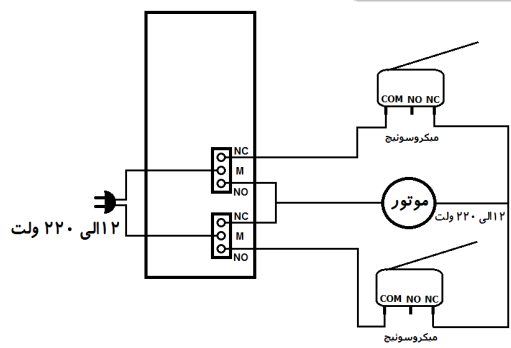 COM NO NC
میکروسوئیچ
NC
M
NO
موتور
۱۲الی ۲۲۰ ولت
NC
M
NO
۱۲الی ۲۲۰ ولت
COM NO NC
میکروسوئیچ